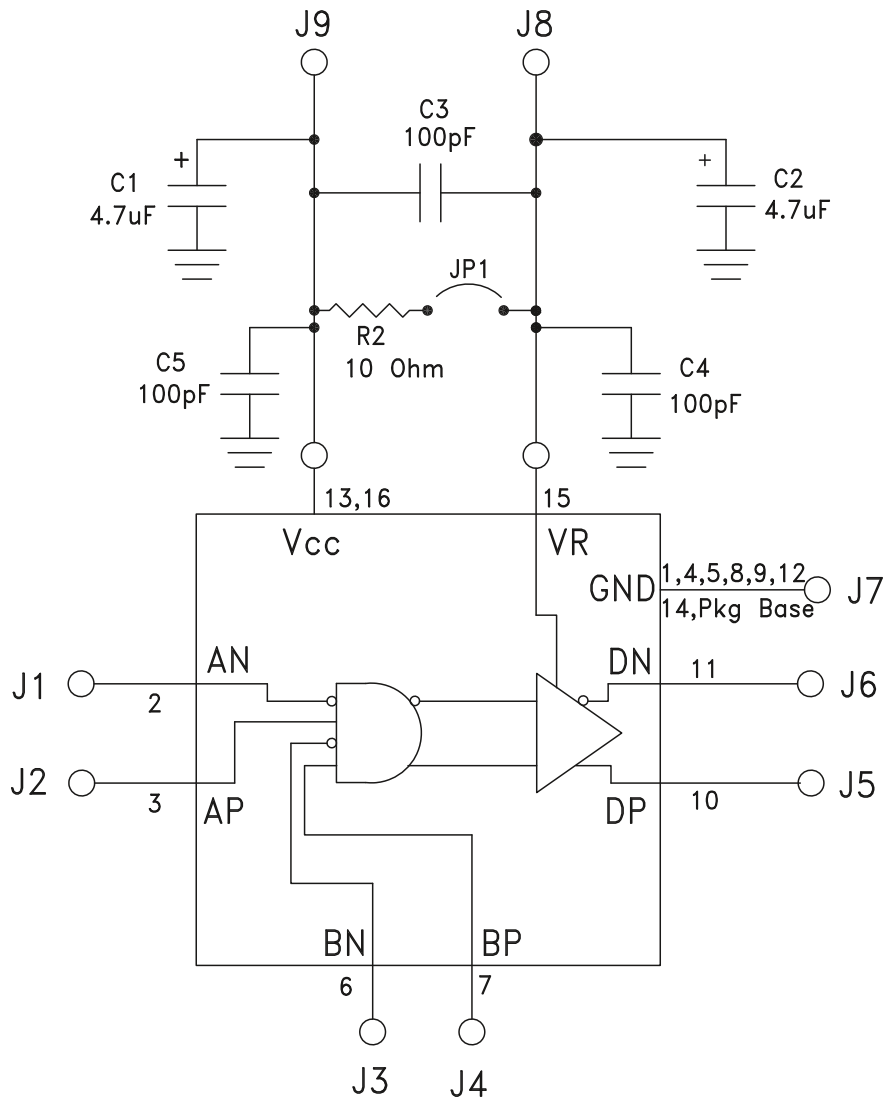 J9
J8
C3
100pF
+
+
C1
4.7uF
C2
4.7uF
JP1
R2
10 Ohm
C5
100pF
C4
100pF
13,16
15
Vcc
VR
GND
1,4,5,8,9,12
14,Pkg Base
J7
AN
DN
J1
2
11
J6
J2
3
AP
DP
10
J5
BN
BP
6
7
J3
J4